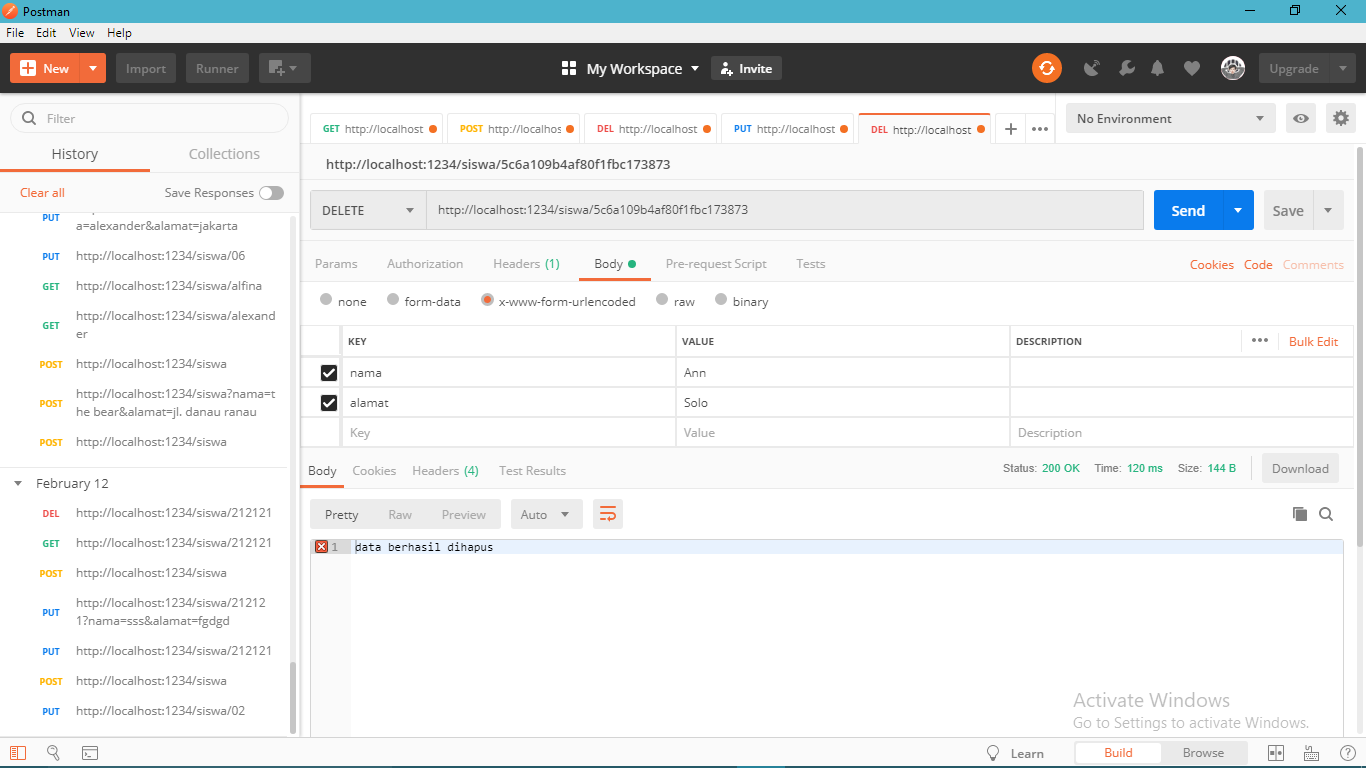 Postman
File Edit View Help
New Import Runner My Workspace Invite Upgrade
Filter
History Collections
Clear all Save Responses
PUT
a=alexander&alamat=jakarta
PUT http://localhost:1234/siswa/06
GET http://localhost:1234/siswa/alfina
GET http://localhost:1234/siswa/alexand
er
POST http://localhost:1234/siswa
POST http://localhost:1234/siswa?nama=t
he bear&alamat=jl. danau ranau
POST http://localhost:1234/siswa
February 12
DEL http://localhost:1234/siswa/212121
GET http://localhost:1234/siswa/212121
POST http://localhost:1234/siswa
PUT http://localhost:1234/siswa/21212
1?nama=sss&alamat=fgdgd
PUT http://localhost:1234/siswa/212121
POST http://localhost:1234/siswa
PUT http://localhost:1234/siswa/02
GET http://localhost POST http://localhos DEL http://localhost PUT http://localhost DEL http://localhost
No Environment
http://localhost:1234/siswa/5c6a109b4af80f1fbc173873
DELETE http://localhost:1234/siswa/5c6a109b4af80f1fbc173873 Send Save
Params Authorization Headers (1) Body Pre-request Script Tests Cookies Code Comments
none form-data x-www-form-urlencoded raw binary
KEY VALUE DESCRIPTION Bulk Edit
nama Ann
alamat Solo
Key Value Description
Body Cookies Headers (4) Test Results Status: 200 OK Time: 120 ms Size: 144 B Download
Pretty Raw Preview Auto
1 data berhasil dihapus
Activate Windows
Go to Settings to activate Windows.
Learn Build Browse